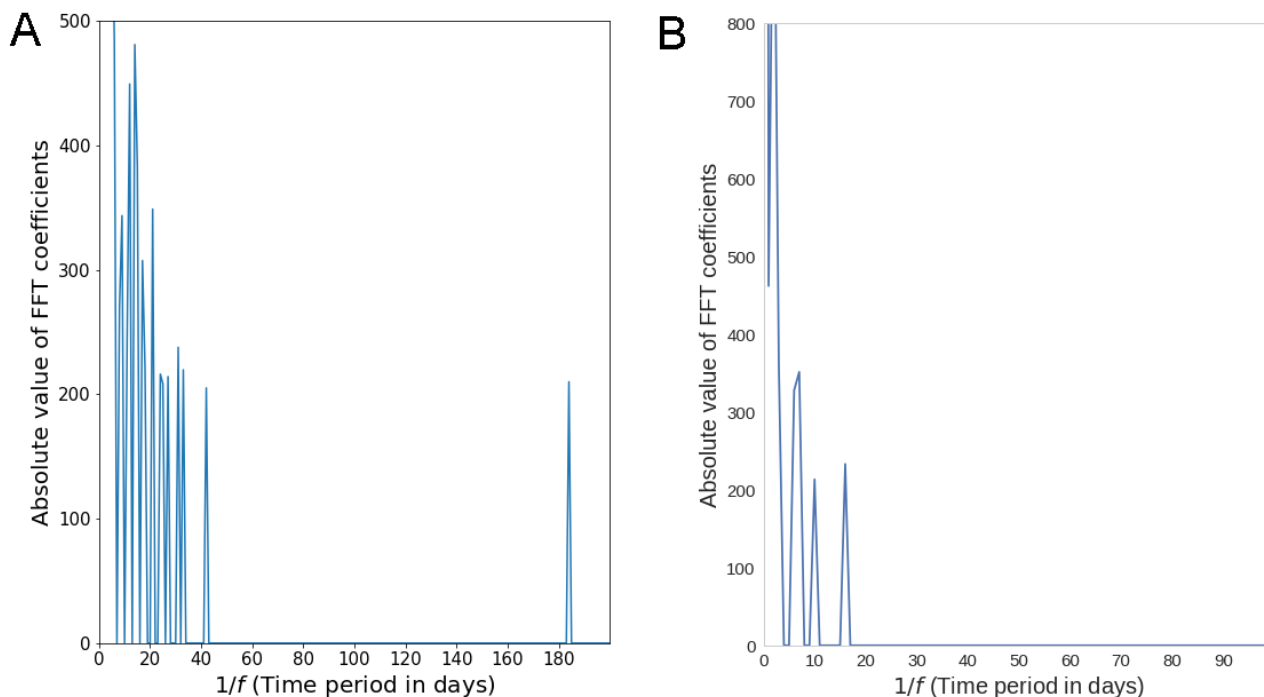 A
500
400
300
200
100
0
Absolute value of FFT coefficients
0 20 40 60 80 100 120 140 160 180
1/f (Time period in days)
B
800
700
600
500
400
300
200
100
0
Absolute value of FFT coefficients
0 10 20 30 40 50 60 70 80 90
1/f (Time period in days)